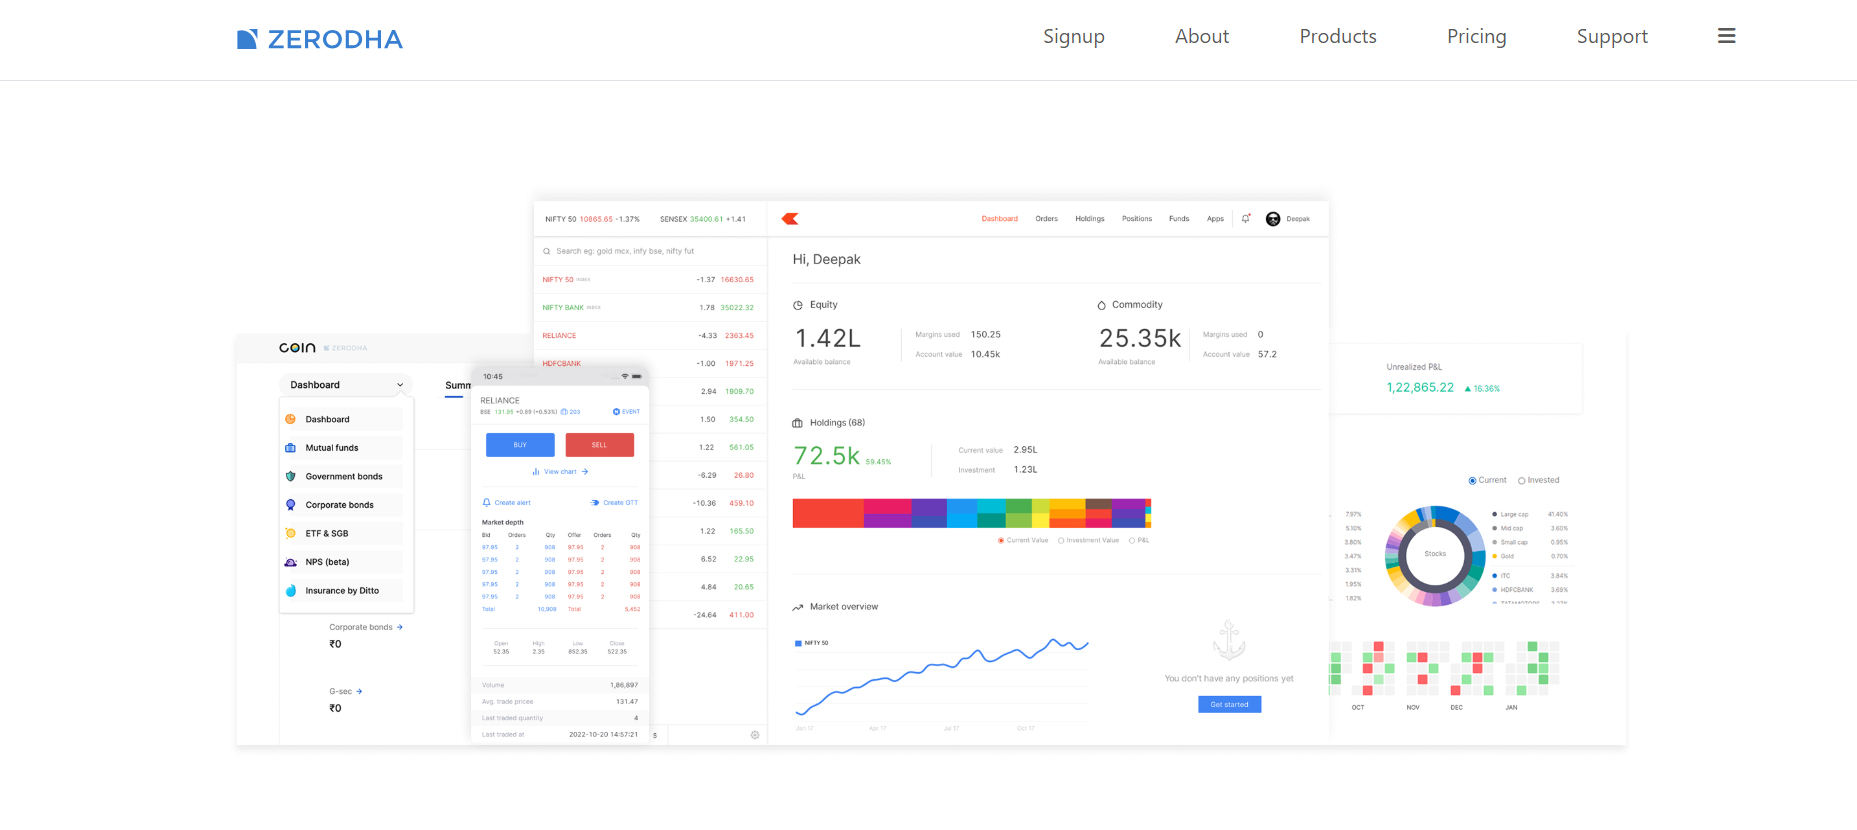 ZERODHA
Signup About Products Pricing Support
NIFTY 50 10865.65 -1.37% SENSEX 35400.61 +1.41
Dashboard Orders Holdings Positions Funds Apps Deepak
Search eg: gold mcx, infy bse, nifty fut
NIFTY 50 INDEX -1.37 16630.65
NIFTY BANK INDEX 1.78 35022.32
RELIANCE -4.33 2363.45
HDFCBANK -1.00 1971.25
2.94 1909.70
1.50 354.50
1.22 561.05
-6.29 26.80
-10.36 459.10
1.22 165.50
6.52 22.95
4.84 20.65
-24.64 411.00
Hi, Deepak
Equity
1.42L
Available balance
Margins used 150.25
Account value 10.45k
Commodity
25.35k
Available balance
Margins used 0
Account value 57.2
Holdings (68)
72.5k 59.45%
P&L
Current value 2.95L
Investment 1.23L
Current Value Investment Value P&L
Market overview
NIFTY 50
Jan 17 Apr 17 Jul 17 Oct 17
You don't have any positions yet
Get started
coin ZERODHA
Dashboard
Summ
Dashboard
Mutual funds
Government bonds
Corporate bonds
ETF & SGB
NPS (beta)
Insurance by Ditto
Corporate bonds →
₹0
G-sec →
₹0
10:45
RELIANCE
BSE 131.95 +0.69 (+0.53%) 203 EVENT
BUY SELL
View chart →
Create alert Create GTT
Market depth
Bid Orders Qty Offer Orders Qty
97.95 2 908 97.95 2 908
97.95 2 908 97.95 2 908
97.95 2 908 97.95 2 908
97.95 2 908 97.95 2 908
97.95 2 908 97.95 2 908
Total 10,908 Total 5,452
Open High Low Close
52.35 2.35 852.35 522.35
Volume 1,86,897
Avg. trade prices 131.47
Last traded quantity 4
Last traded at 2022-10-20 14:57:21
5
Unrealized P&L
1,22,865.22 ▲ 16.36%
Current Invested
7.97%
5.10%
3.80%
3.47%
3.31%
1.95%
1.82%
Stocks
Large cap 41.40%
Mid cap 3.60%
Small cap 0.95%
Gold 0.70%
ITC 3.84%
HDFCBANK 3.69%
OCT NOV DEC JAN